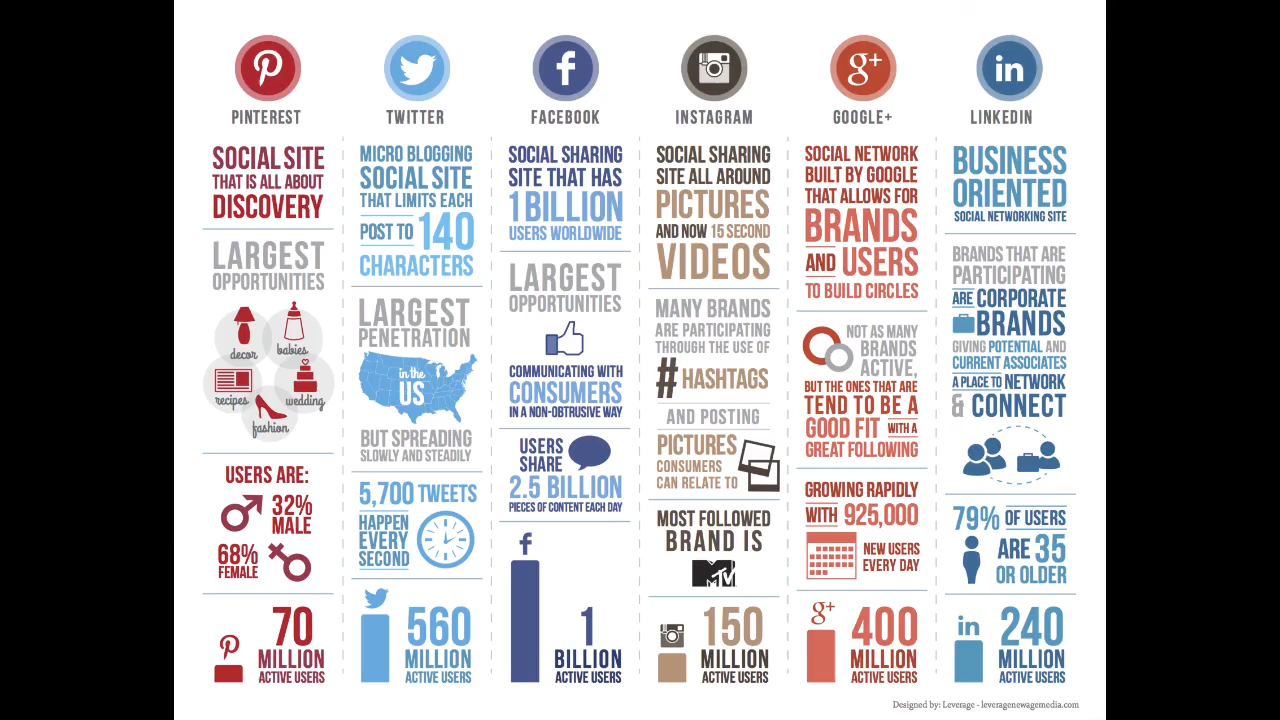 PINTEREST
SOCIAL SITE
THAT IS ALL ABOUT
DISCOVERY
LARGEST
OPPORTUNITIES
decor
babies
recipes
wedding
fashion
USERS ARE:
32%
MALE
68%
FEMALE
70
MILLION
ACTIVE USERS
TWITTER
MICRO BLOGGING
SOCIAL SITE
THAT LIMITS EACH
POST TO 140
CHARACTERS
LARGEST
PENETRATION
in the
US
BUT SPREADING
SLOWLY AND STEADILY
5,700 TWEETS
HAPPEN
EVERY
SECOND
560
MILLION
ACTIVE USERS
f
FACEBOOK
SOCIAL SHARING
SITE THAT HAS
1 BILLION
USERS WORLDWIDE
LARGEST
OPPORTUNITIES
COMMUNICATING WITH
CONSUMERS
IN A NON-OBTRUSIVE WAY
USERS
SHARE
2.5 BILLION
PIECES OF CONTENT EACH DAY
f
1
BILLION
ACTIVE USERS
INSTAGRAM
SOCIAL SHARING
SITE ALL AROUND
PICTURES
AND NOW 15 SECOND
VIDEOS
MANY BRANDS
ARE PARTICIPATING
THROUGH THE USE OF
# HASHTAGS
AND POSTING
PICTURES
CONSUMERS
CAN RELATE TO
MOST FOLLOWED
BRAND IS
MTV
150
MILLION
ACTIVE USERS
g+
GOOGLE+
SOCIAL NETWORK
BUILT BY GOOGLE
THAT ALLOWS FOR
BRANDS
AND USERS
TO BUILD CIRCLES
NOT AS MANY
BRANDS
ACTIVE,
BUT THE ONES THAT ARE
TEND TO BE A
GOOD FIT WITH A
GREAT FOLLOWING
GROWING RAPIDLY
WITH 925,000
NEW USERS
EVERY DAY
g+
400
MILLION
ACTIVE USERS
in
LINKEDIN
BUSINESS
ORIENTED
SOCIAL NETWORKING SITE
BRANDS THAT ARE
PARTICIPATING
ARE CORPORATE
BRANDS
GIVING POTENTIAL AND
CURRENT ASSOCIATES
A PLACE TO NETWORK
& CONNECT
79% OF USERS
ARE 35
OR OLDER
in
240
MILLION
ACTIVE USERS
Designed by: Leverage - leveragenewagemedia.com